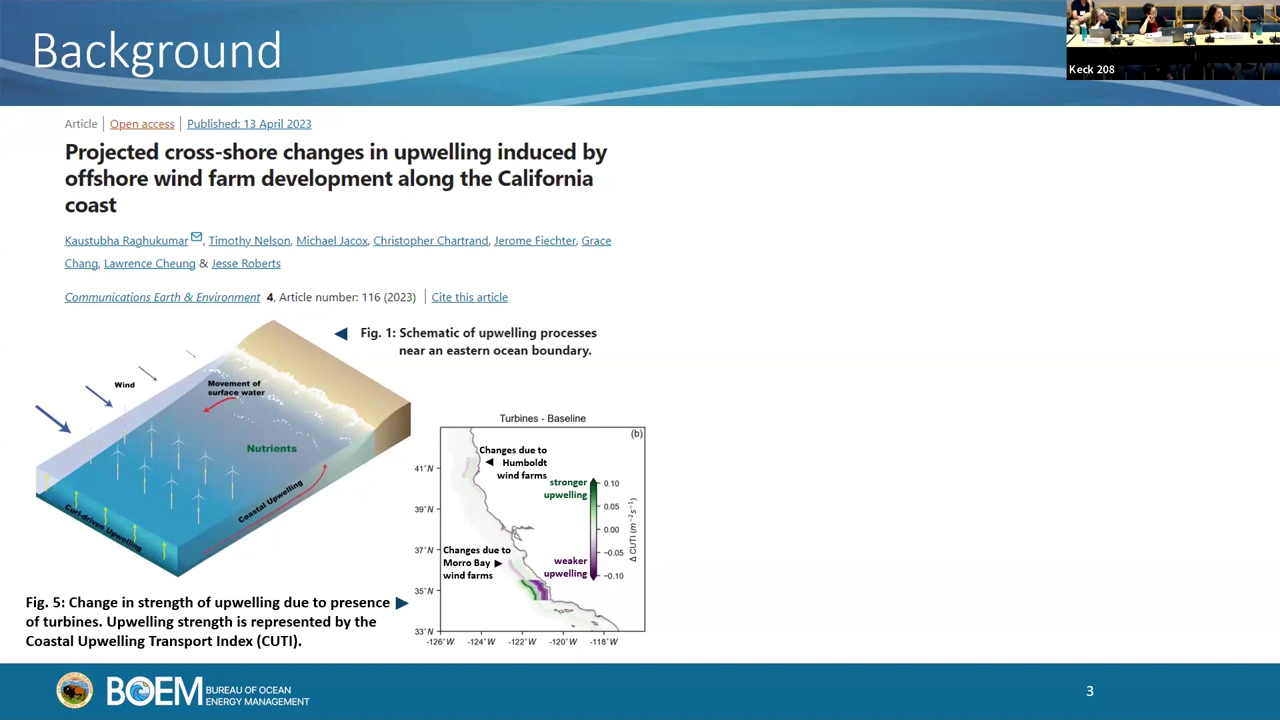 Background
Keck 208
Article | Open access | Published: 13 April 2023
Projected cross-shore changes in upwelling induced by
offshore wind farm development along the California
coast
Kaustubha Raghukumar, Timothy Nelson, Michael Jacox, Christopher Chartrand, Jerome Fiechter, Grace
Chang, Lawrence Cheung & Jesse Roberts
Communications Earth & Environment 4, Article number: 116 (2023) | Cite this article
◄ Fig. 1: Schematic of upwelling processes
near an eastern ocean boundary.
Wind
Movement of
surface water
Nutrients
Coastal Upwelling
Curl-driven Upwelling
Turbines - Baseline
(b)
Changes due to
◄ Humboldt
wind farms
stronger
upwelling
weaker
upwelling
Changes due to
Morro Bay ►
wind farms
0.10
0.05
0.00
−0.05
−0.10
Δ CUTI (m⁻²s⁻¹)
41°N
39°N
37°N
35°N
33°N
-126°W -124°W -122°W -120°W -118°W
Fig. 5: Change in strength of upwelling due to presence ►
of turbines. Upwelling strength is represented by the
Coastal Upwelling Transport Index (CUTI).
BOEM
BUREAU OF OCEAN
ENERGY MANAGEMENT
3